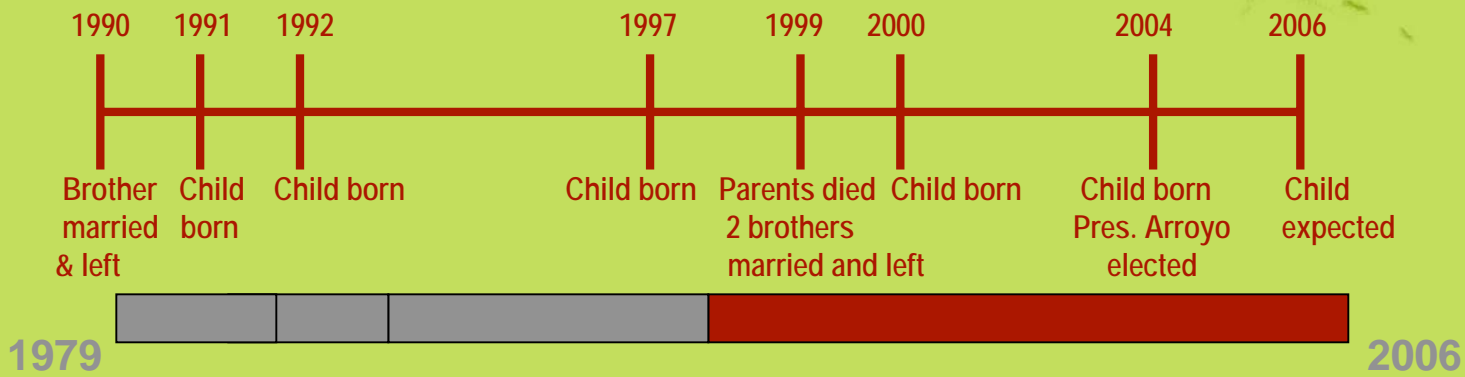 1990 1991 1992 1997 1999 2000 2004 2006
Brother Child Child born Child born Parents died Child born Child born Child
married born 2 brothers Pres. Arroyo expected
& left married and left elected
1979 2006